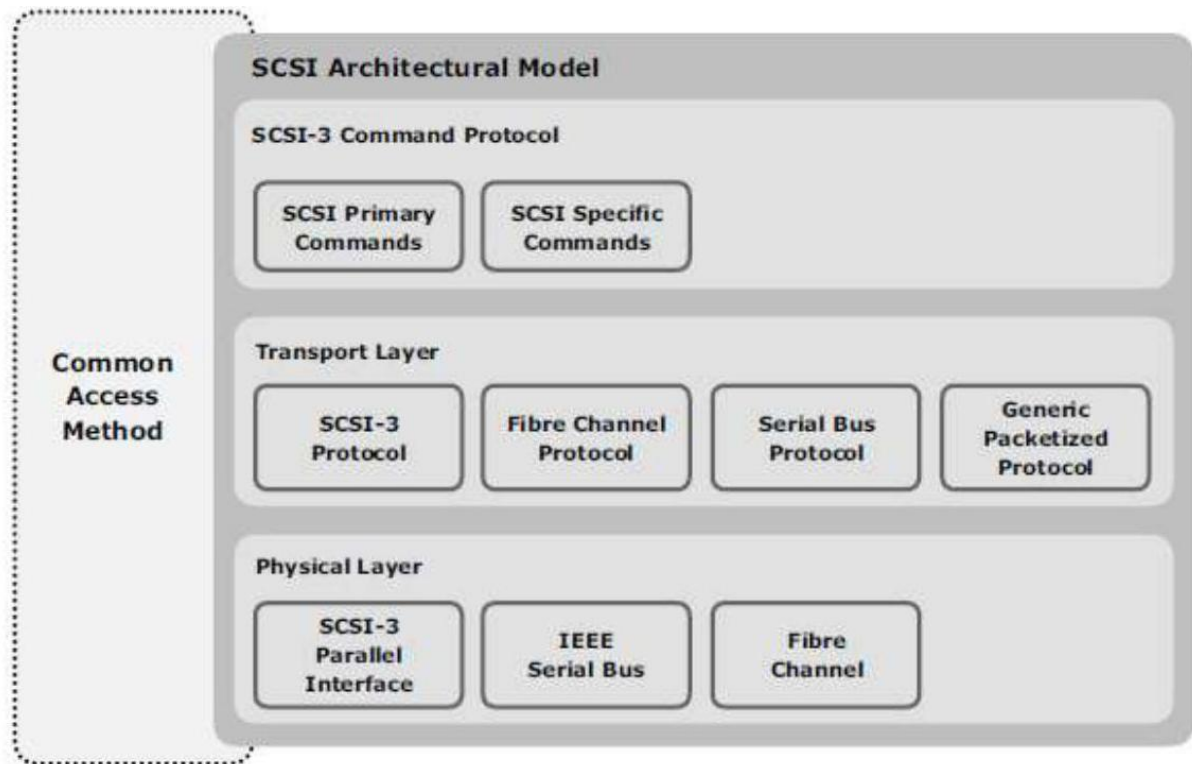 SCSI Architectural Model
SCSI-3 Command Protocol
SCSI Primary
Commands
SCSI Specific
Commands
Common
Access
Method
Transport Layer
SCSI-3
Protocol
Fibre Channel
Protocol
Serial Bus
Protocol
Generic
Packetized
Protocol
Physical Layer
SCSI-3
Parallel
Interface
IEEE
Serial Bus
Fibre
Channel